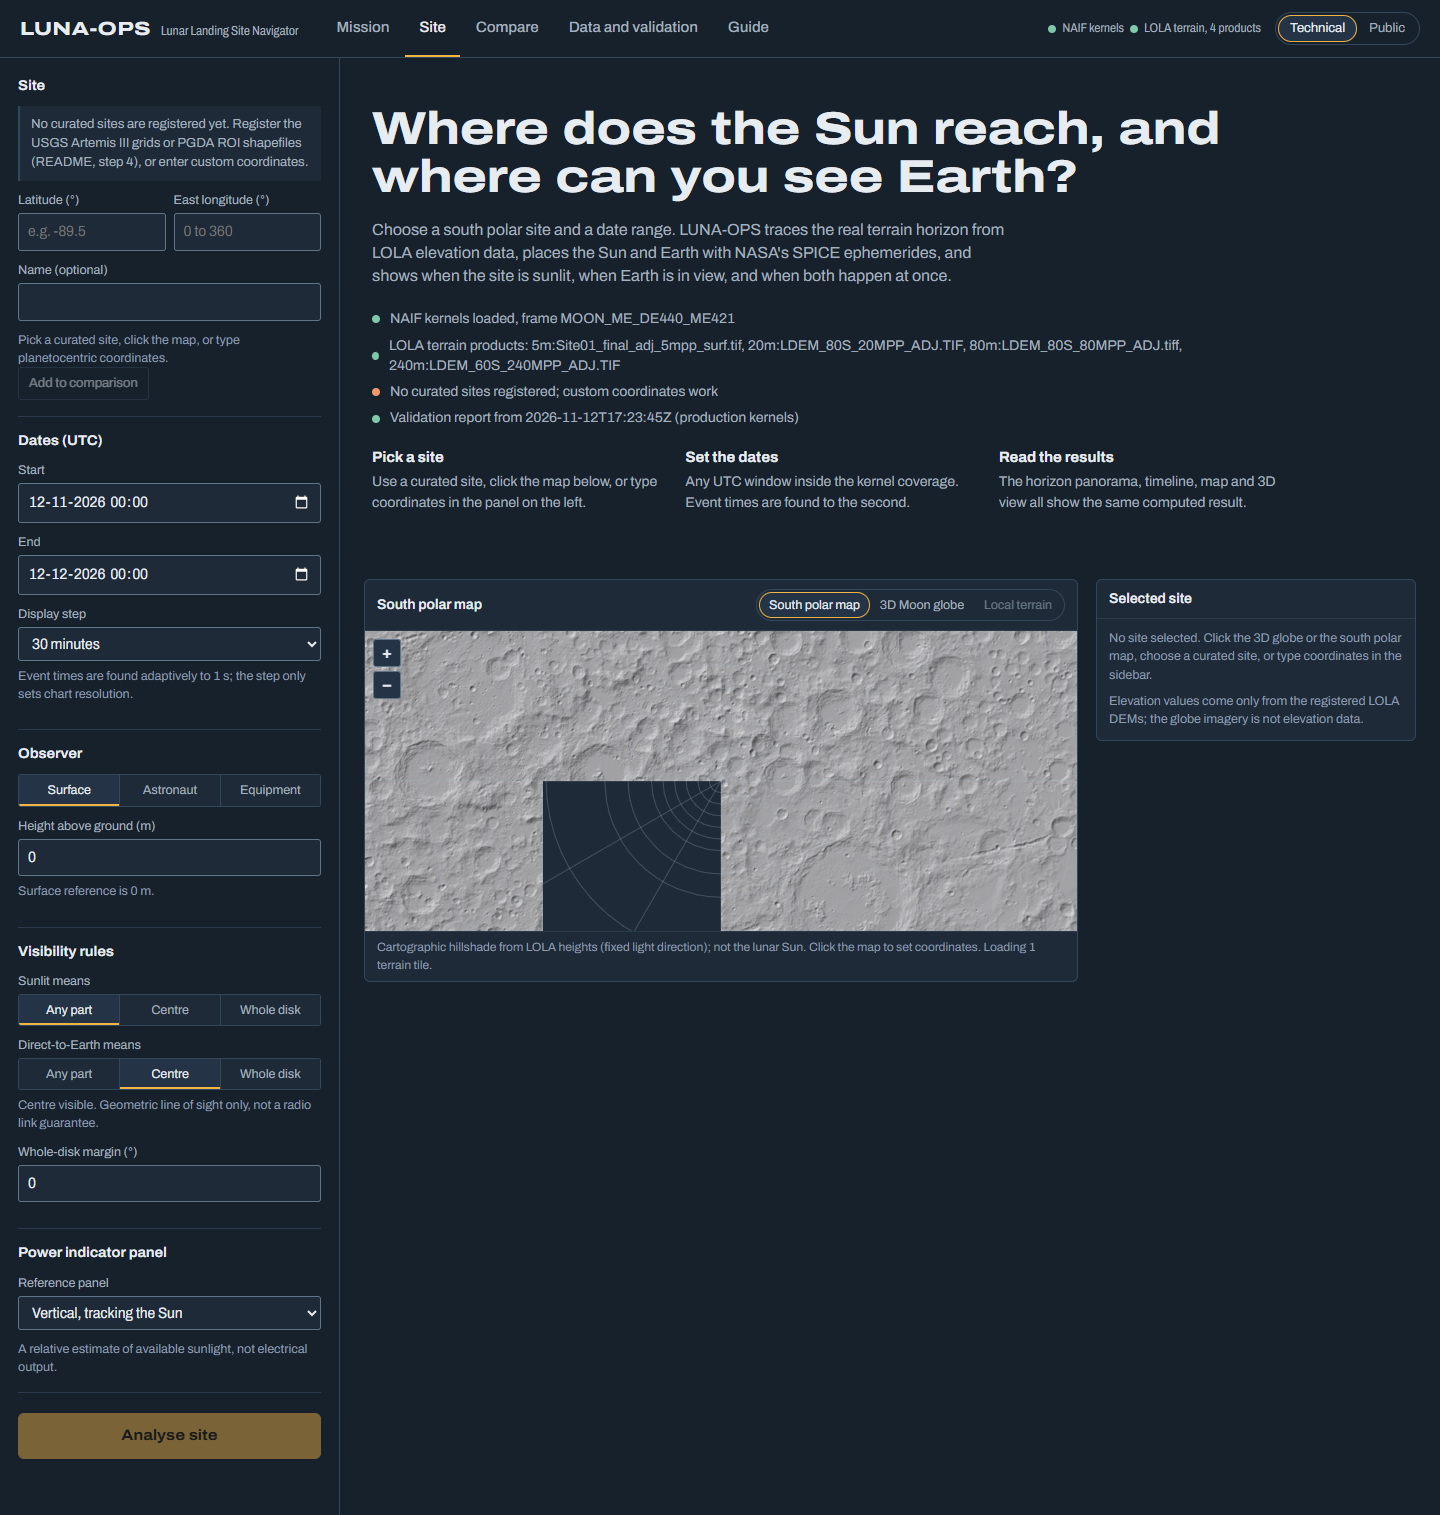 LUNA-OPS Lunar Landing Site Navigator Mission Site Compare Data and validation Guide NAIF kernels LOLA terrain, 4 products Technical Public
Site
No curated sites are registered yet. Register the
USGS Artemis III grids or PGDA ROI shapefiles
(README, step 4), or enter custom coordinates.
Latitude (°) East longitude (°)
e.g. -89.5 0 to 360
Name (optional)
Pick a curated site, click the map, or type
planetocentric coordinates.
Add to comparison
Dates (UTC)
Start
12-11-2026 00:00
End
12-12-2026 00:00
Display step
30 minutes
Event times are found adaptively to 1 s; the step only
sets chart resolution.
Observer
Surface Astronaut Equipment
Height above ground (m)
0
Surface reference is 0 m.
Visibility rules
Sunlit means
Any part Centre Whole disk
Direct-to-Earth means
Any part Centre Whole disk
Centre visible. Geometric line of sight only, not a radio
link guarantee.
Whole-disk margin (°)
0
Power indicator panel
Reference panel
Vertical, tracking the Sun
A relative estimate of available sunlight, not electrical
output.
Analyse site
Where does the Sun reach, and
where can you see Earth?
Choose a south polar site and a date range. LUNA-OPS traces the real terrain horizon from
LOLA elevation data, places the Sun and Earth with NASA's SPICE ephemerides, and
shows when the site is sunlit, when Earth is in view, and when both happen at once.
NAIF kernels loaded, frame MOON_ME_DE440_ME421
LOLA terrain products: 5m:Site01_final_adj_5mpp_surf.tif, 20m:LDEM_80S_20MPP_ADJ.TIF, 80m:LDEM_80S_80MPP_ADJ.tiff,
240m:LDEM_60S_240MPP_ADJ.TIF
No curated sites registered; custom coordinates work
Validation report from 2026-11-12T17:23:45Z (production kernels)
Pick a site
Use a curated site, click the map below, or type
coordinates in the panel on the left.
Set the dates
Any UTC window inside the kernel coverage.
Event times are found to the second.
Read the results
The horizon panorama, timeline, map and 3D
view all show the same computed result.
South polar map South polar map 3D Moon globe Local terrain
+
−
Cartographic hillshade from LOLA heights (fixed light direction); not the lunar Sun. Click the map to set coordinates. Loading 1
terrain tile.
Selected site
No site selected. Click the 3D globe or the south polar
map, choose a curated site, or type coordinates in the
sidebar.
Elevation values come only from the registered LOLA
DEMs; the globe imagery is not elevation data.